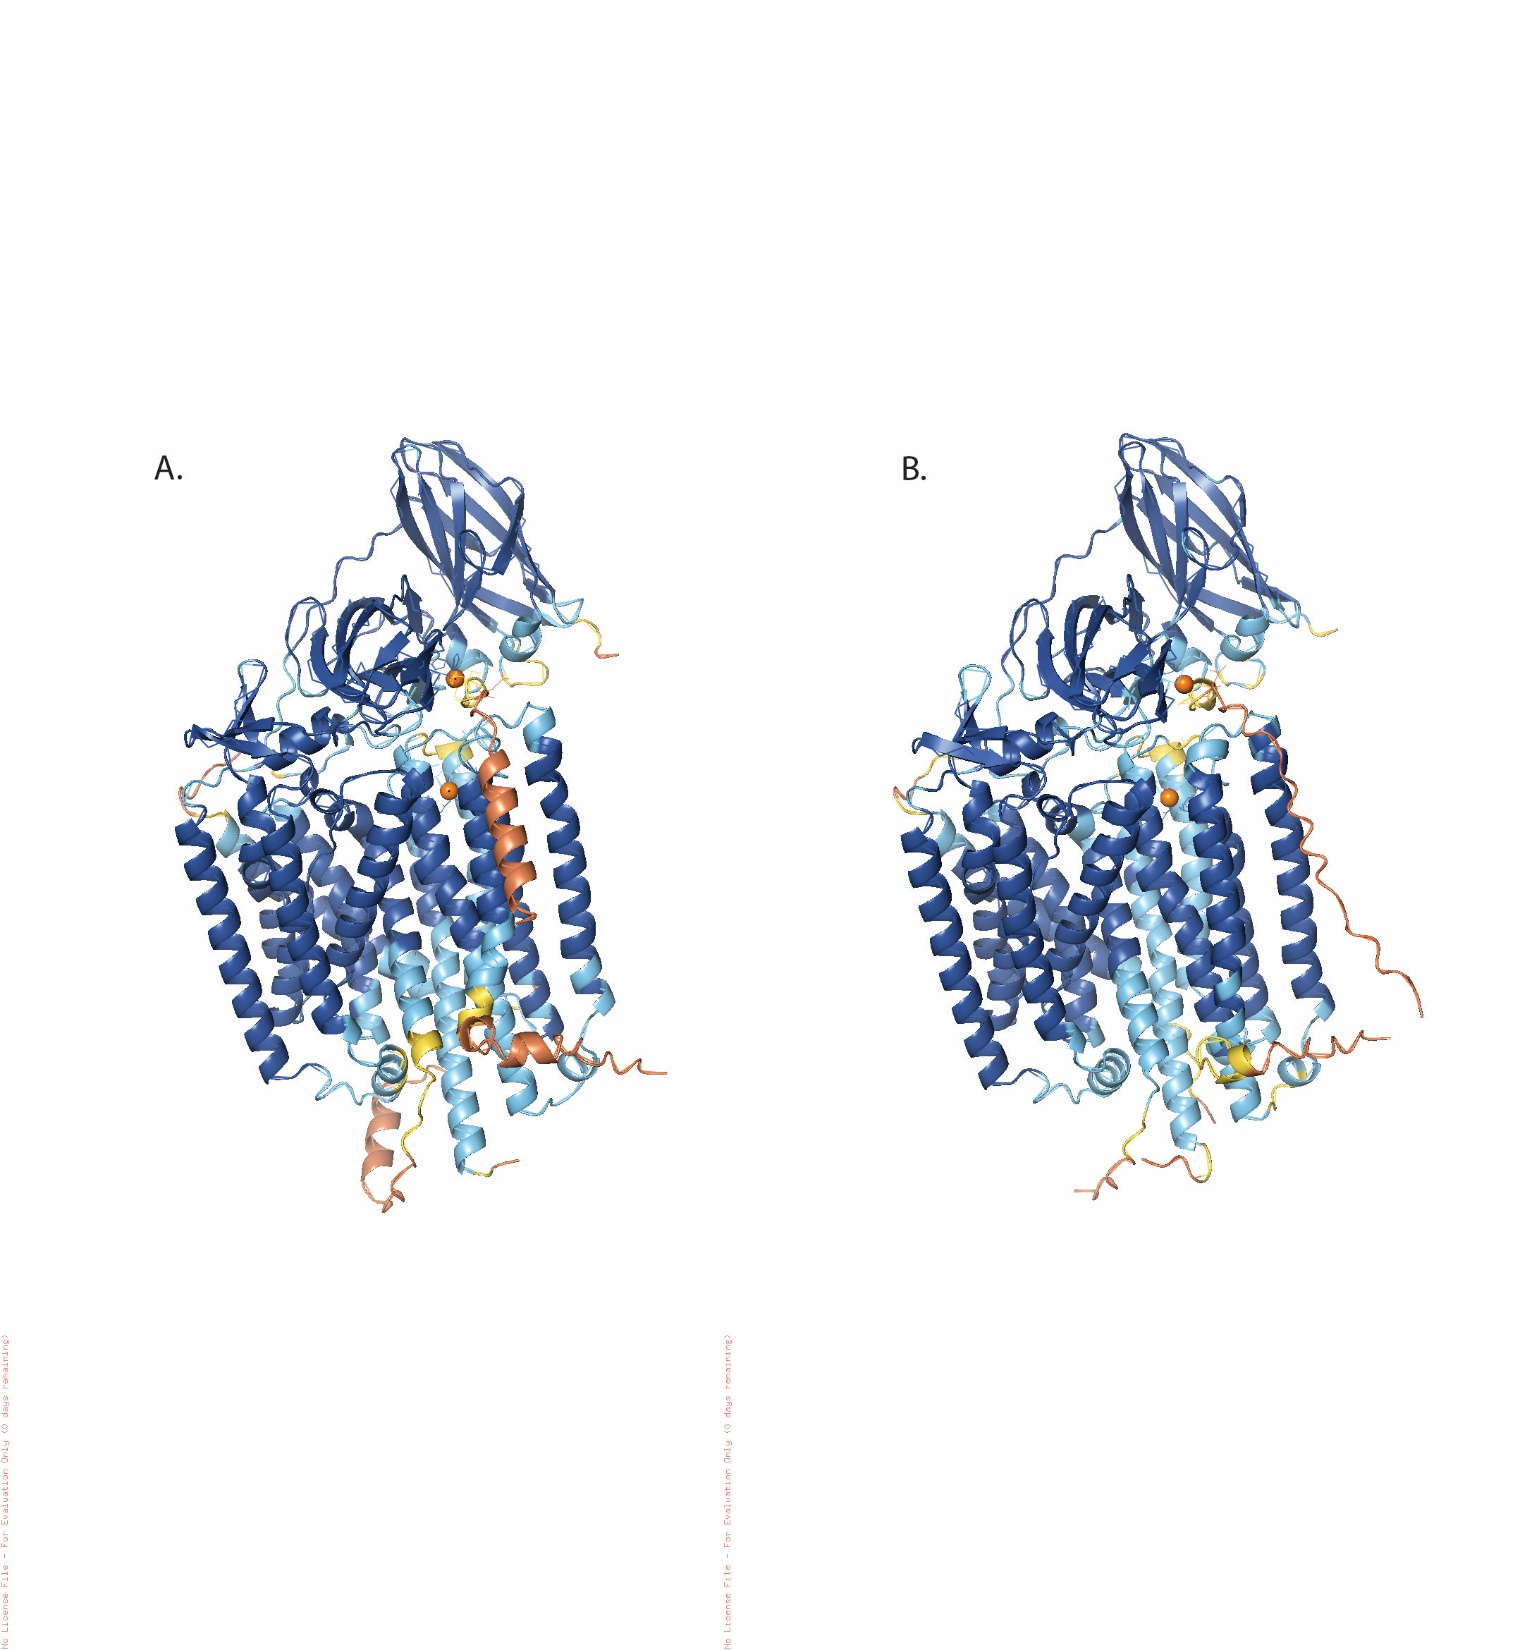 A.
B.
No License File - For Evaluation Only (0 days remaining)
No License File - For Evaluation Only (0 days remaining)